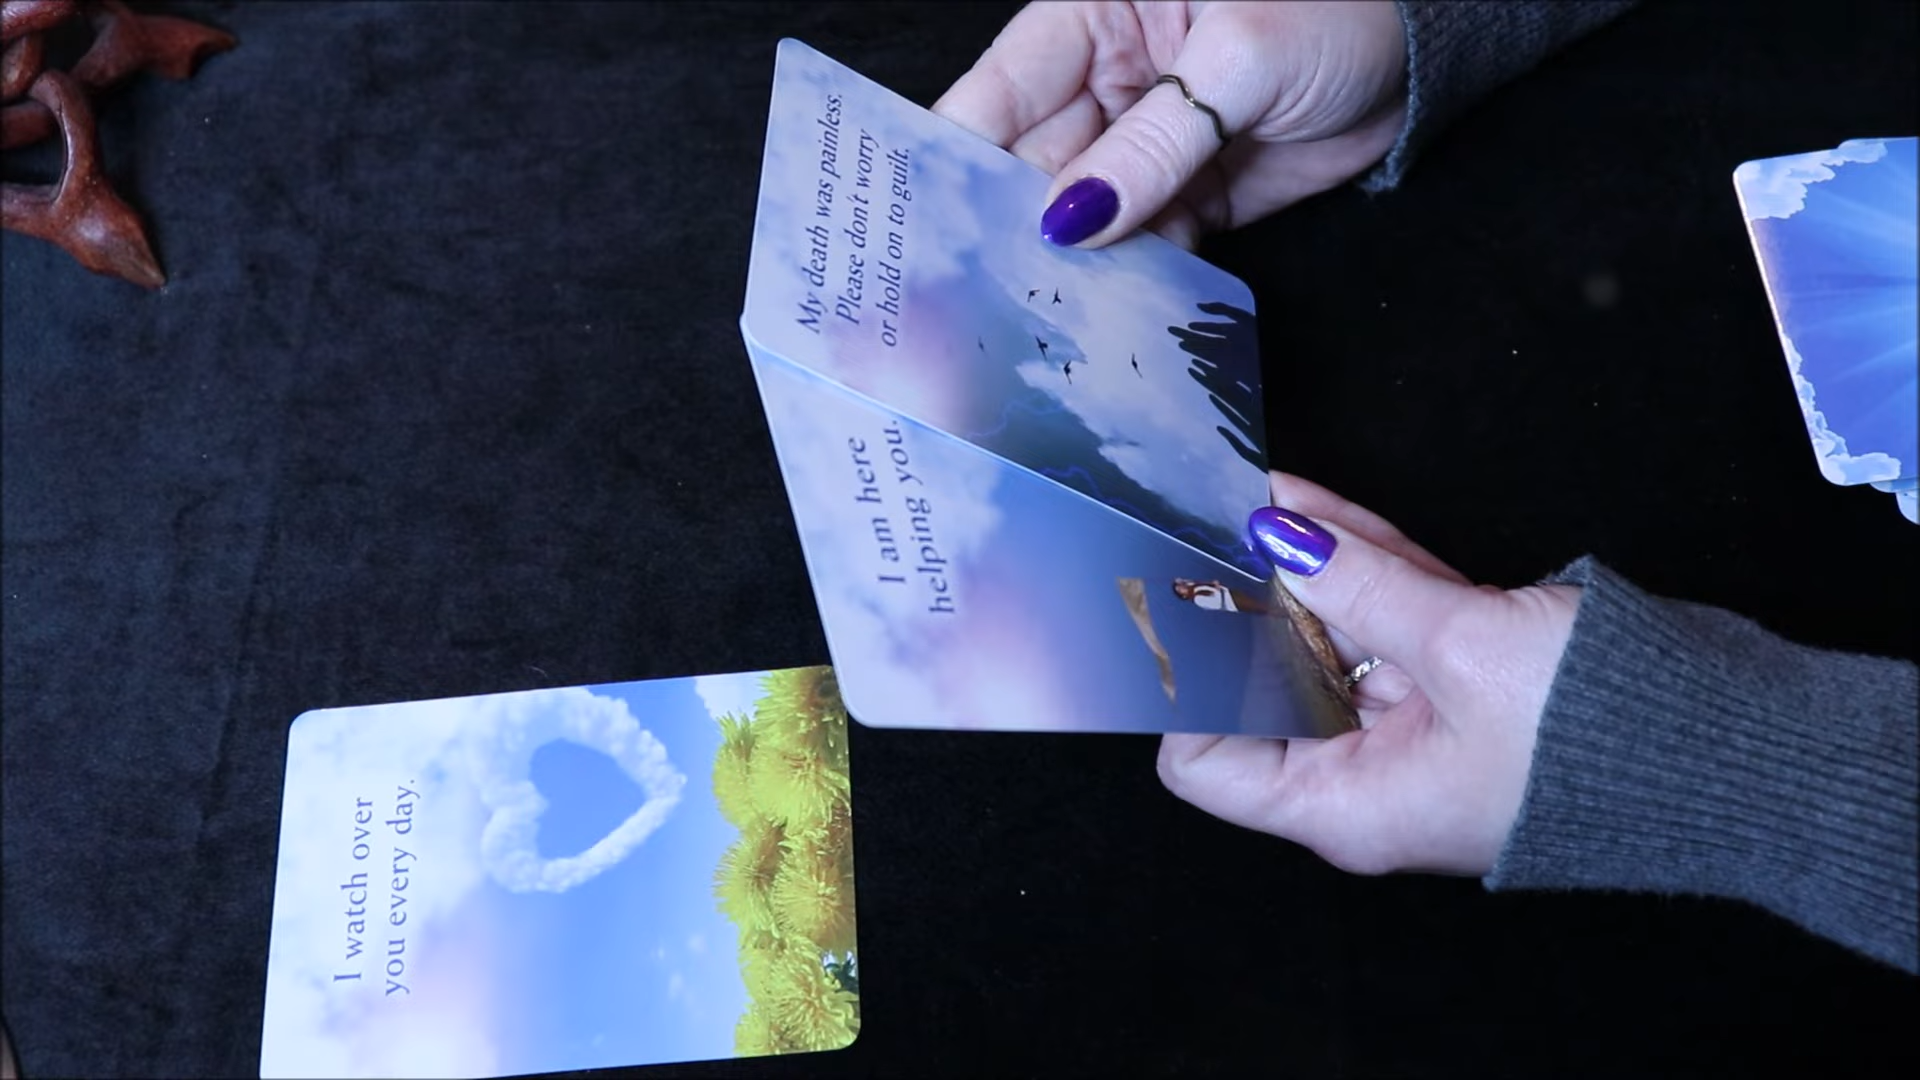 My death was painless.
Please don't worry
or hold on to guilt.
I am here
helping you.
I watch over
you every day.